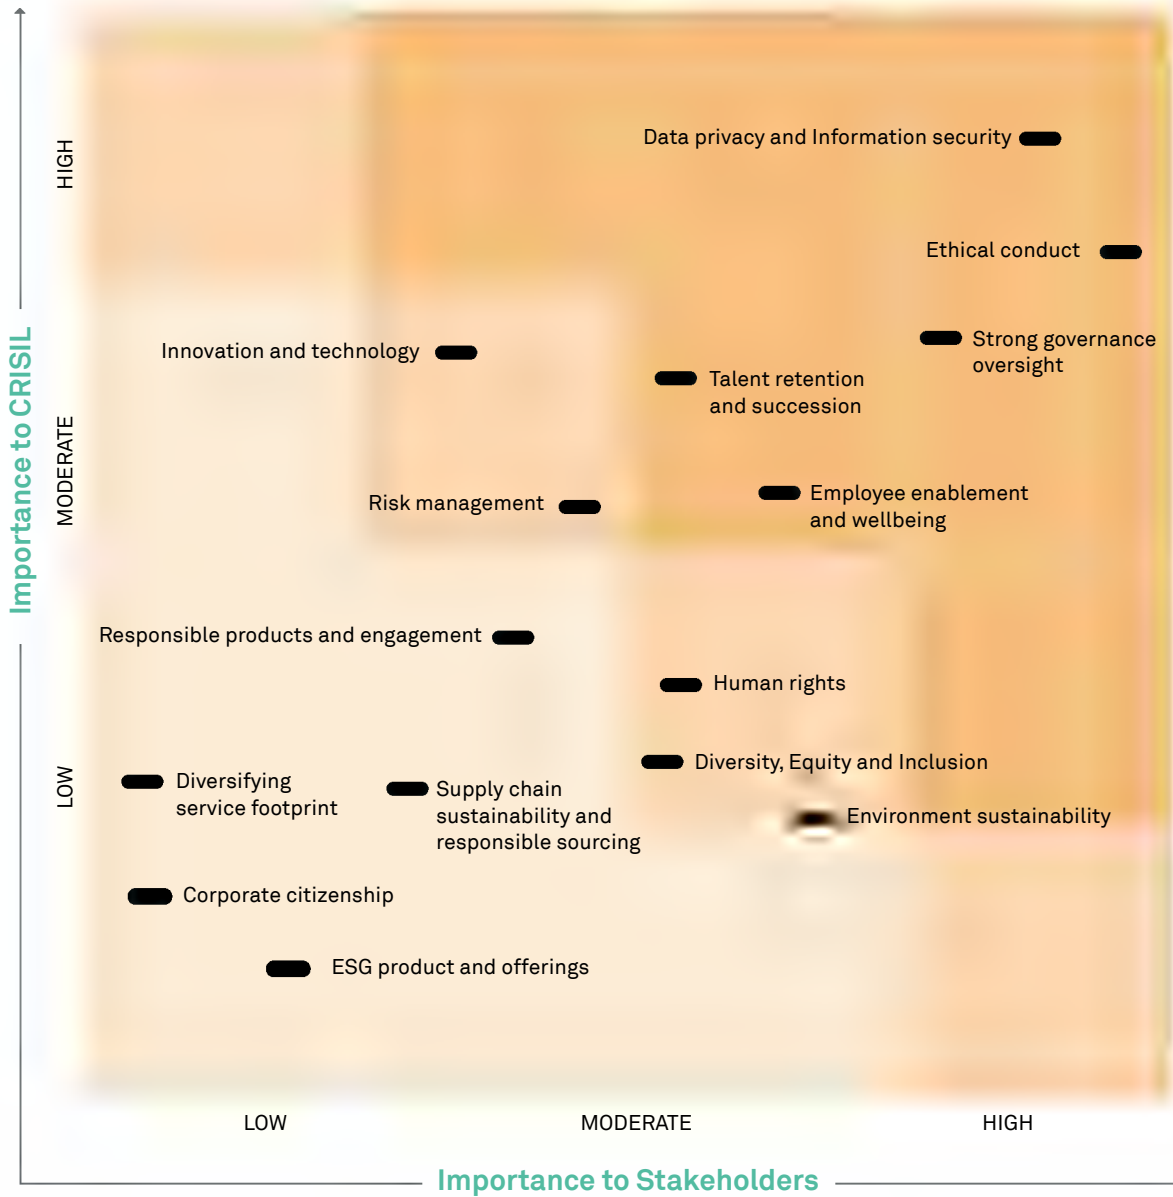 HIGH
Data privacy and Information security
Ethical conduct
Importance to CRISIL
Innovation and technology
Strong governance
oversight
Talent retention
and succession
MODERATE
Risk management
Employee enablement
and wellbeing
Responsible products and engagement
Human rights
LOW
Diversity, Equity and Inclusion
Diversifying
service footprint
Supply chain
sustainability and
responsible sourcing
Environment sustainability
Corporate citizenship
ESG product and offerings
LOW
MODERATE
HIGH
Importance to Stakeholders